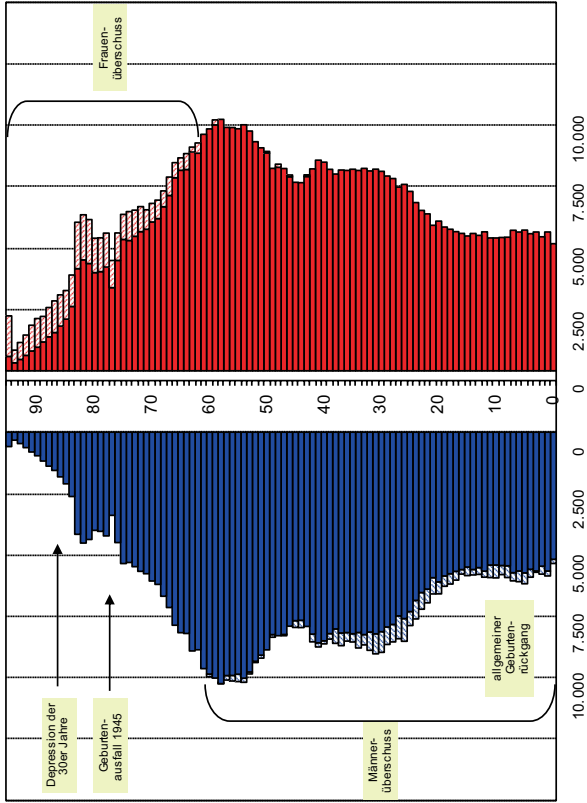 Depression der
30er Jahre
Geburten-
ausfall 1945
Frauen-
überschuss
90
80
70
60
50
40
30
20
10
0
Männer-
überschuss
allgemeiner
Geburten-
rückgang
10.000 7.500 5.000 2.500 0 0 2.500 5.000 7.500 10.000